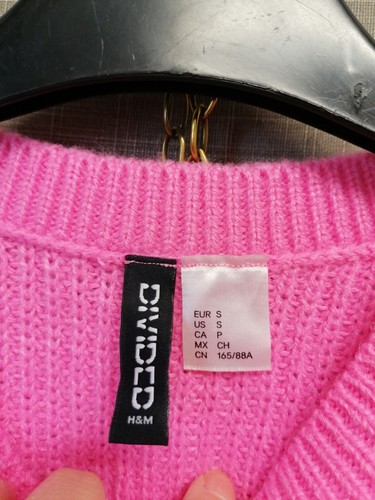 DIVIDED
H&M
EUR S
US S
CA P
MX CH
CN 165/88A